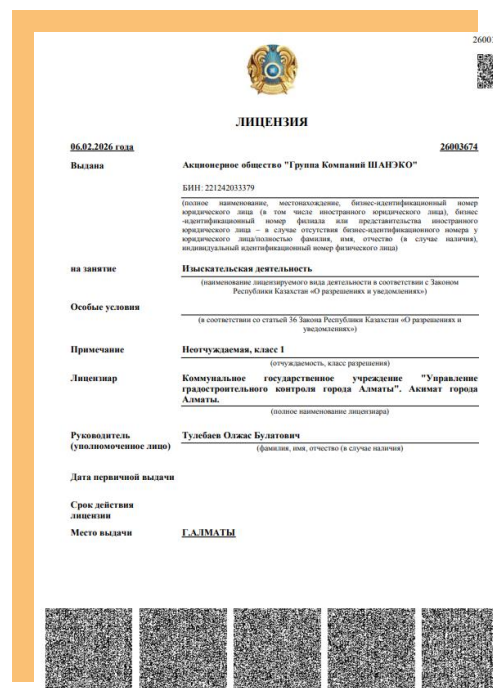 26003
ЛИЦЕНЗИЯ
06.02.2026 года 26003674
Выдана Акционерное общество "Группа Компаний ШАНЭКО"
БИН: 221242033379
(полное наименование, местонахождение, бизнес-идентификационный номер
юридического лица (в том числе иностранного юридического лица), бизнес
-идентификационный номер филиала или представительства иностранного
юридического лица – в случае отсутствия бизнес-идентификационного номера у
юридического лица/полностью фамилия, имя, отчество (в случае наличия),
индивидуальный идентификационный номер физического лица)
на занятие Изыскательская деятельность
(наименование лицензируемого вида деятельности в соответствии с Законом
Республики Казахстан «О разрешениях и уведомлениях»)
Особые условия
(в соответствии со статьей 36 Закона Республики Казахстан «О разрешениях и
уведомлениях»)
Примечание Неотчуждаемая, класс 1
(отчуждаемость, класс разрешения)
Лицензиар Коммунальное государственное учреждение "Управление
градостроительного контроля города Алматы". Акимат города
Алматы.
(полное наименование лицензиара)
Руководитель Тулебаев Олжас Булатович
(уполномоченное лицо) (фамилия, имя, отчество (в случае наличия)
Дата первичной выдачи
Срок действия
лицензии
Место выдачи Г.АЛМАТЫ